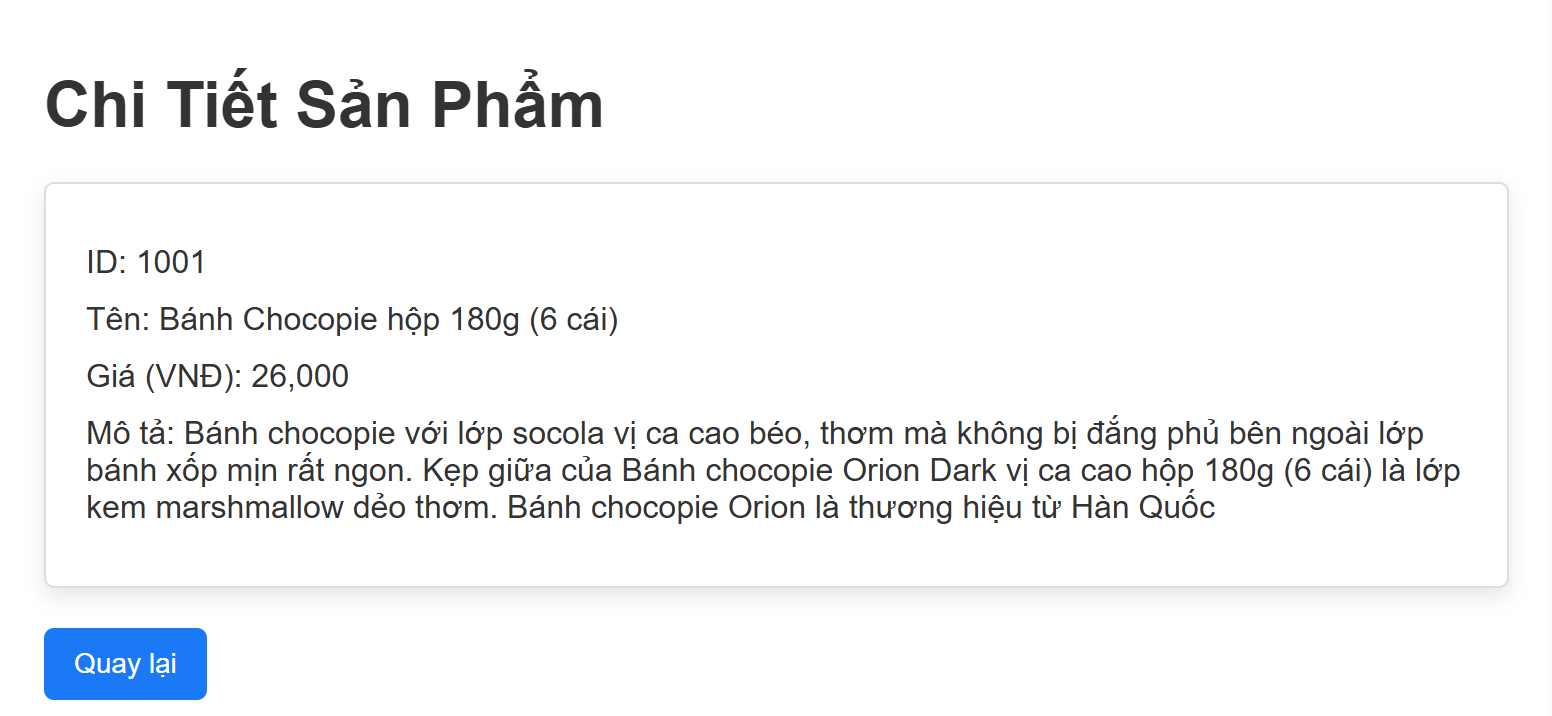 Chi Tiết Sản Phẩm
ID: 1001
Tên: Bánh Chocopie hộp 180g (6 cái)
Giá (VNĐ): 26,000
Mô tả: Bánh chocopie với lớp socola vị ca cao béo, thơm mà không bị đắng phủ bên ngoài lớp
bánh xốp mịn rất ngon. Kẹp giữa của Bánh chocopie Orion Dark vị ca cao hộp 180g (6 cái) là lớp
kem marshmallow dẻo thơm. Bánh chocopie Orion là thương hiệu từ Hàn Quốc
Quay lại